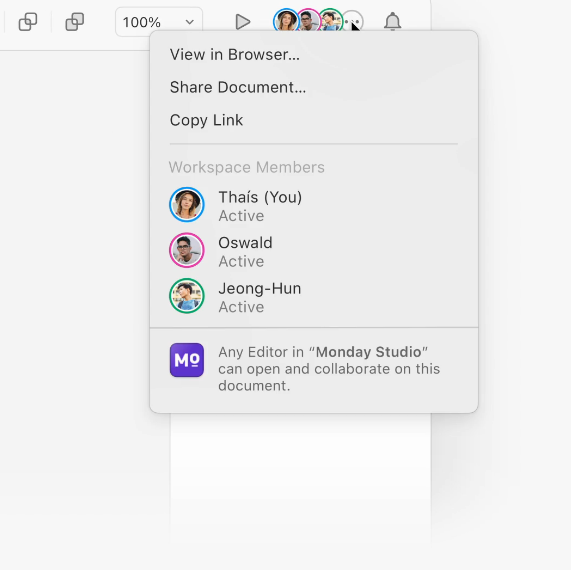 100%
View in Browser...
Share Document...
Copy Link
Workspace Members
Thaís (You)
Active
Oswald
Active
Jeong-Hun
Active
Mº
Any Editor in “Monday Studio”
can open and collaborate on this
document.